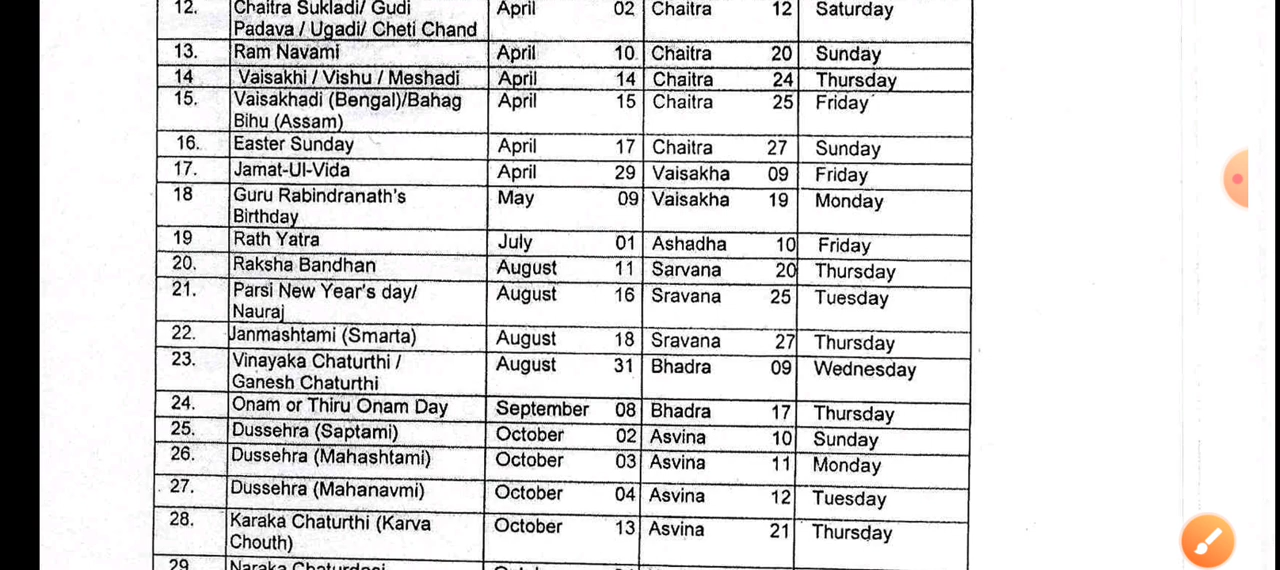 12. Chaitra Sukladi/ Gudi April 02 Chaitra 12 Saturday
Padava / Ugadi/ Cheti Chand
13. Ram Navami April 10 Chaitra 20 Sunday
14 Vaisakhi / Vishu / Meshadi April 14 Chaitra 24 Thursday
15. Vaisakhadi (Bengal)/Bahag April 15 Chaitra 25 Friday
Bihu (Assam)
16. Easter Sunday April 17 Chaitra 27 Sunday
17. Jamat-Ul-Vida April 29 Vaisakha 09 Friday
18 Guru Rabindranath's May 09 Vaisakha 19 Monday
Birthday
19 Rath Yatra July 01 Ashadha 10 Friday
20. Raksha Bandhan August 11 Sarvana 20 Thursday
21. Parsi New Year's day/ August 16 Sravana 25 Tuesday
Nauraj
22. Janmashtami (Smarta) August 18 Sravana 27 Thursday
23. Vinayaka Chaturthi / August 31 Bhadra 09 Wednesday
Ganesh Chaturthi
24. Onam or Thiru Onam Day September 08 Bhadra 17 Thursday
25. Dussehra (Saptami) October 02 Asvina 10 Sunday
26. Dussehra (Mahashtami) October 03 Asvina 11 Monday
27. Dussehra (Mahanavmi) October 04 Asvina 12 Tuesday
28. Karaka Chaturthi (Karva October 13 Asvina 21 Thursday
Chouth)
29 Naraka Chaturdasi October